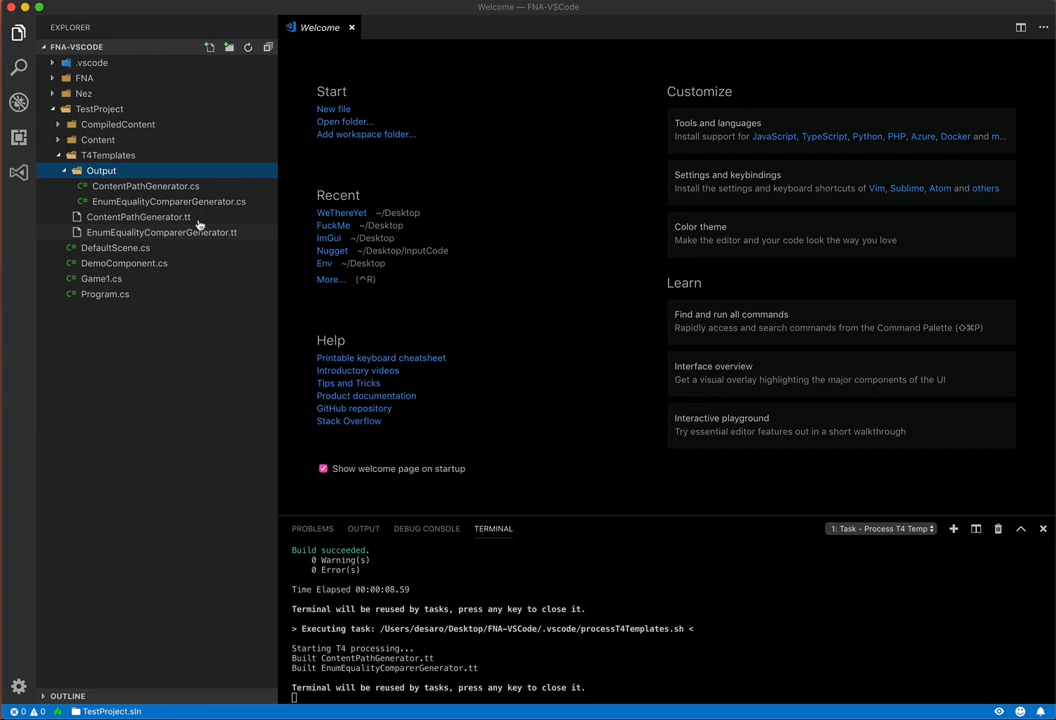 Welcome — FNA-VSCode
EXPLORER
FNA-VSCODE
.vscode
FNA
Nez
TestProject
CompiledContent
Content
T4Templates
Output
C# ContentPathGenerator.cs
C# EnumEqualityComparerGenerator.cs
ContentPathGenerator.tt
EnumEqualityComparerGenerator.tt
C# DefaultScene.cs
C# DemoComponent.cs
C# Game1.cs
C# Program.cs
OUTLINE
Welcome
Start
New file
Open folder...
Add workspace folder...
Recent
WeThereYet ~/Desktop
FuckMe ~/Desktop
ImGui ~/Desktop
Nugget ~/Desktop/InputCode
Env ~/Desktop
More... (^R)
Help
Printable keyboard cheatsheet
Introductory videos
Tips and Tricks
Product documentation
GitHub repository
Stack Overflow
Show welcome page on startup
Customize
Tools and languages
Install support for JavaScript, TypeScript, Python, PHP, Azure, Docker and m...
Settings and keybindings
Install the settings and keyboard shortcuts of Vim, Sublime, Atom and others
Color theme
Make the editor and your code look the way you love
Learn
Find and run all commands
Rapidly access and search commands from the Command Palette (⇧⌘P)
Interface overview
Get a visual overlay highlighting the major components of the UI
Interactive playground
Try essential editor features out in a short walkthrough
PROBLEMS OUTPUT DEBUG CONSOLE TERMINAL
1: Task - Process T4 Temp
Build succeeded.
0 Warning(s)
0 Error(s)
Time Elapsed 00:00:08.59
Terminal will be reused by tasks, press any key to close it.
> Executing task: /Users/desaro/Desktop/FNA-VSCode/.vscode/processT4Templates.sh <
Starting T4 processing...
Built ContentPathGenerator.tt
Built EnumEqualityComparerGenerator.tt
Terminal will be reused by tasks, press any key to close it.
0 0 TestProject.sln